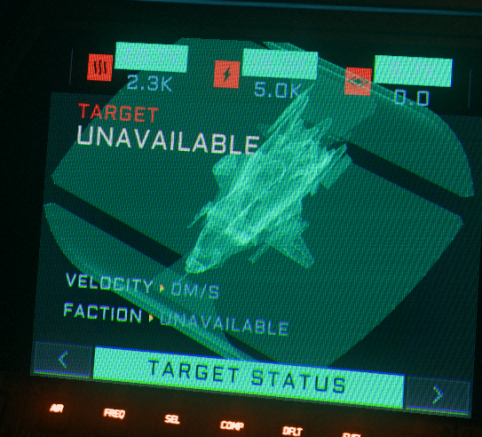 2.3K 5.0K 0.0
TARGET
UNAVAILABLE
VELOCITY 0M/S
FACTION UNAVAILABLE
< TARGET STATUS >
AIR FREQ SEL COMP DFLT